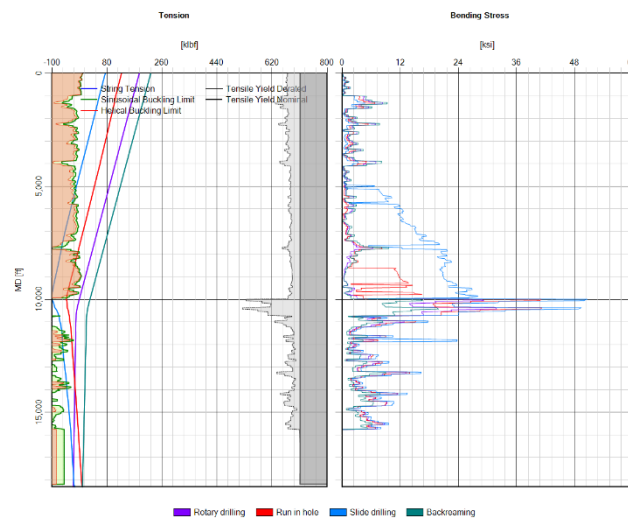 Tension
Bending Stress
[klbf]
[ksi]
-100 80 260 440 620 800
0 12 24 36 48 60
String Tension
Sinusoidal Buckling Limit
Helical Buckling Limit
Tensile Yield Derated
Tensile Yield Nominal
MD [ft]
0
5,000
10,000
15,000
Rotary drilling Run in hole Slide drilling Backreaming